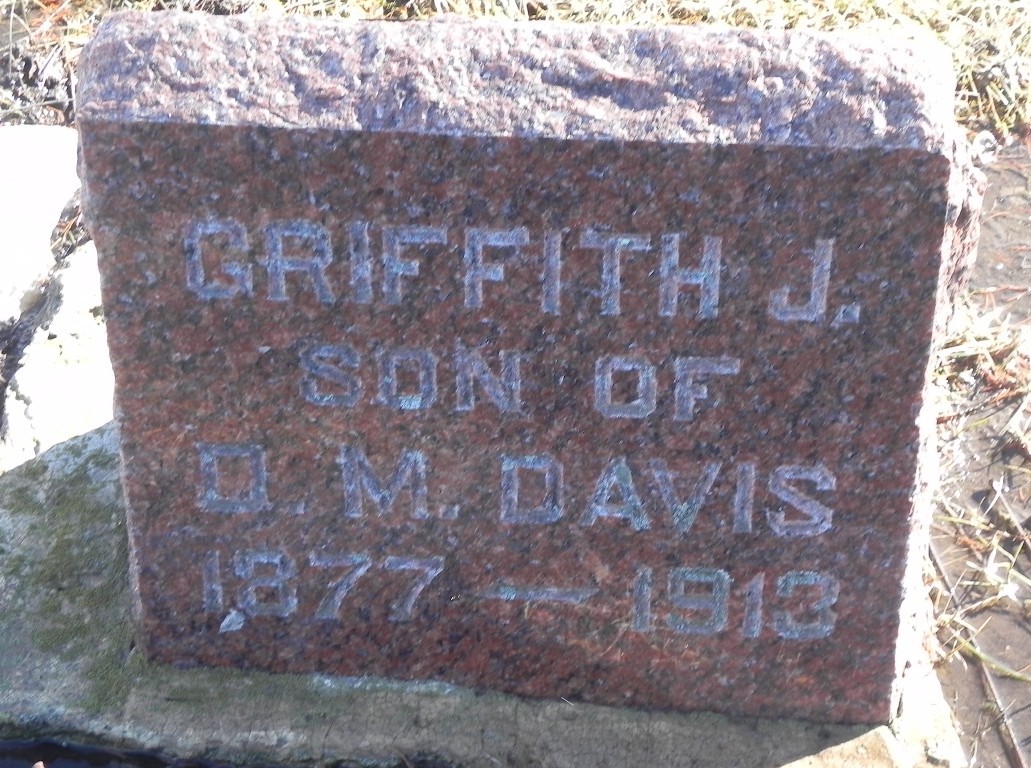 GRIFFITH J.
SON OF
D. M. DAVIS
1877 — 1913